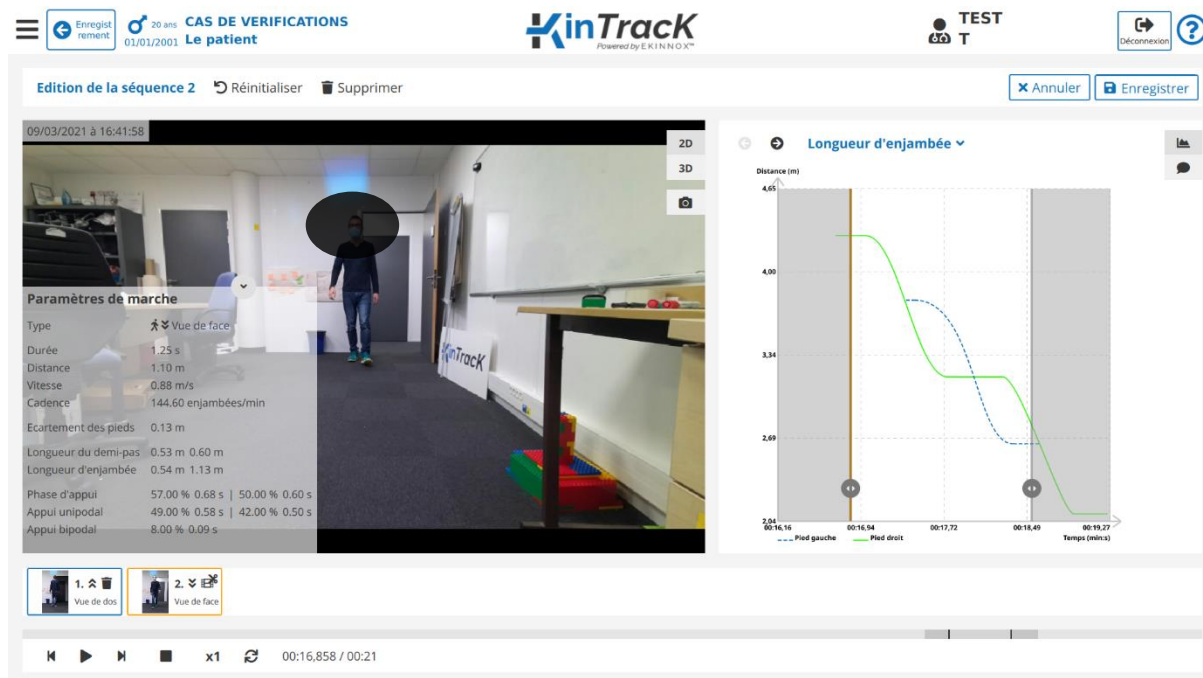 Enregist
rement
20 ans
01/01/2001
CAS DE VERIFICATIONS
Le patient
KinTracK
Powered by EKINNOX™
TEST
T
Déconnexion
?
Edition de la séquence 2 Réinitialiser Supprimer
Annuler Enregistrer
09/03/2021 à 16:41:58
2D
3D
KinTracK
Paramètres de marche
Type Vue de face
Durée 1.25 s
Distance 1.10 m
Vitesse 0.88 m/s
Cadence 144.60 enjambées/min
Ecartement des pieds 0.13 m
Longueur du demi-pas 0.53 m 0.60 m
Longueur d'enjambée 0.54 m 1.13 m
Phase d'appui 57.00 % 0.68 s | 50.00 % 0.60 s
Appui unipodal 49.00 % 0.58 s | 42.00 % 0.50 s
Appui bipodal 8.00 % 0.09 s
Longueur d'enjambée
Distance (m)
4,65
4,00
3,34
2,69
2,04
00:16,16 00:16,94 00:17,72 00:18,49 00:19,27
Pied gauche Pied droit Temps (min:s)
1.
Vue de dos
2.
Vue de face
x1 00:16,858 / 00:21